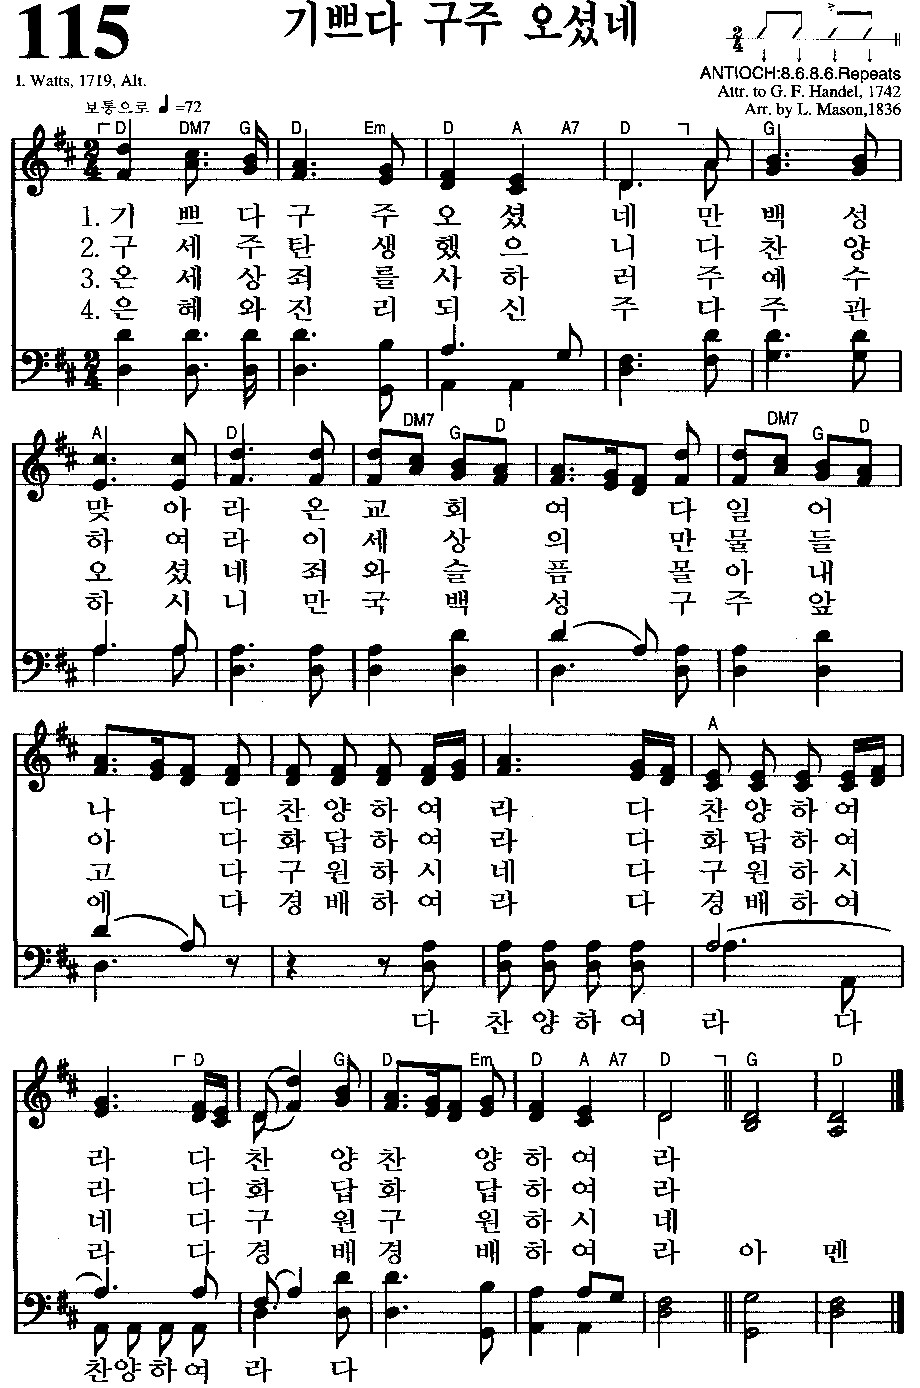 115
기쁘다 구주 오셨네
2/4
I. Watts, 1719, Alt.
ANTIOCH:8.6.8.6.Repeats
Attr. to G. F. Handel, 1742
Arr. by L. Mason,1836
보통으로 ♩=72
D DM7 G D Em D A A7 D G
1. 기 쁘 다 구 주 오 셨 네 만 백 성
2. 구 세 주 탄 생 했 으 니 다 찬 양
3. 온 세 상 죄 를 사 하 러 주 예 수
4. 은 혜 와 진 리 되 신 주 다 주 관
A D DM7 G D DM7 G D
맞 아 라 온 교 회 여 다 일 어
하 여 라 이 세 상 의 만 물 들
오 셨 네 죄 와 슬 픔 몰 아 내
하 시 니 만 국 백 성 구 주 앞
A
나 다 찬 양 하 여 라 다 찬 양 하 여
아 다 화 답 하 여 라 다 화 답 하 여
고 다 구 원 하 시 네 다 구 원 하 시
에 다 경 배 하 여 라 다 경 배 하 여
다 찬 양 하 여 라 다
D G D Em D A A7 D G D
라 다 찬 양 찬 양 하 여 라
라 다 화 답 화 답 하 여 라
네 다 구 원 구 원 하 시 네
라 다 경 배 경 배 하 여 라 아 멘
찬 양 하 여 라 다